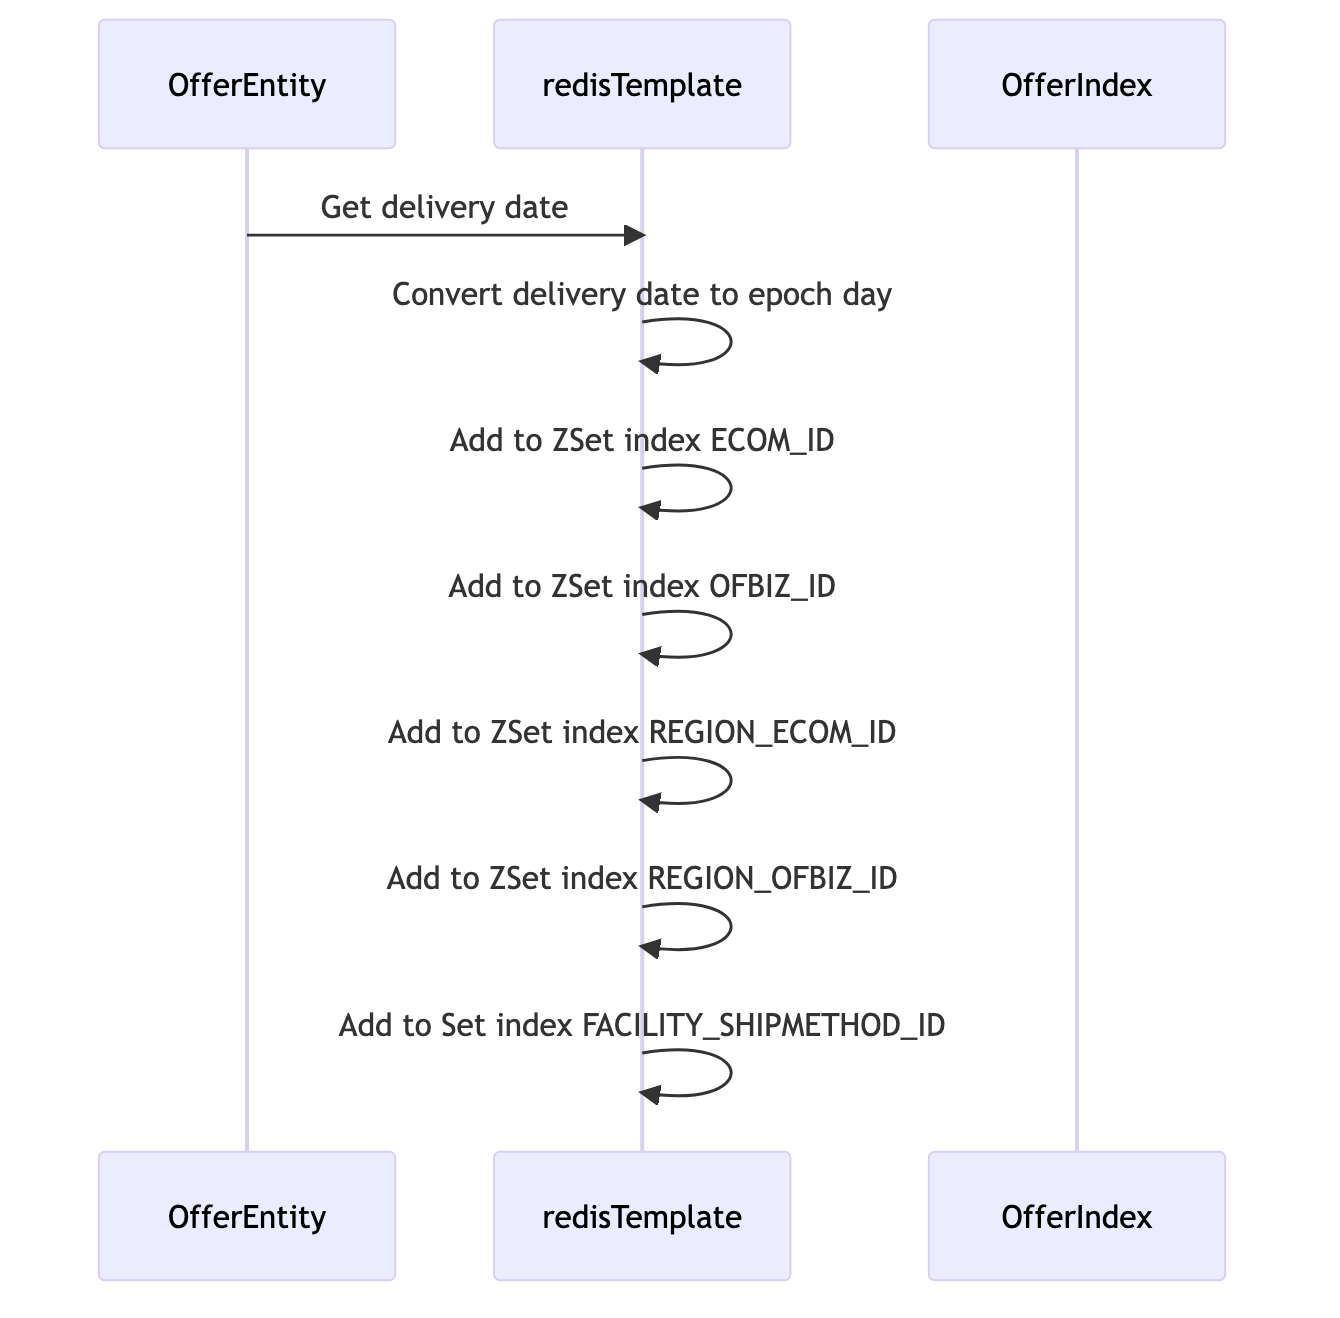 OfferEntity
redisTemplate
OfferIndex
Get delivery date
Convert delivery date to epoch day
Add to ZSet index ECOM_ID
Add to ZSet index OFBIZ_ID
Add to ZSet index REGION_ECOM_ID
Add to ZSet index REGION_OFBIZ_ID
Add to Set index FACILITY_SHIPMETHOD_ID
OfferEntity
redisTemplate
OfferIndex